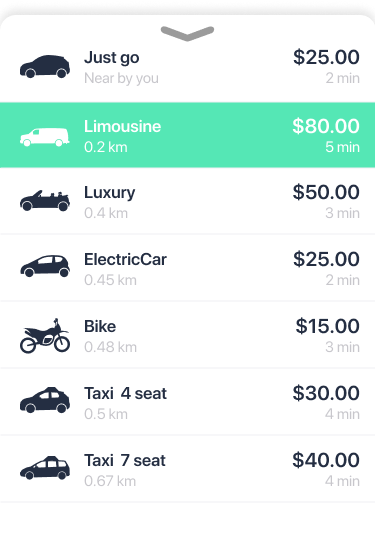 Just go $25.00
Near by you 2 min
Limousine $80.00
0.2 km 5 min
Luxury $50.00
0.4 km 3 min
ElectricCar $25.00
0.45 km 2 min
Bike $15.00
0.48 km 3 min
Taxi 4 seat $30.00
0.5 km 4 min
Taxi 7 seat $40.00
0.67 km 4 min